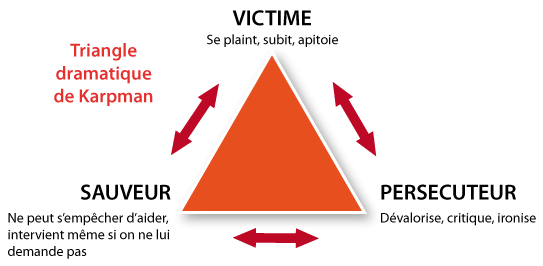 VICTIME
Se plaint, subit, apitoie
Triangle
dramatique
de Karpman
SAUVEUR
Ne peut s'empêcher d'aider,
intervient même si on ne lui
demande pas
PERSECUTEUR
Dévalorise, critique, ironise